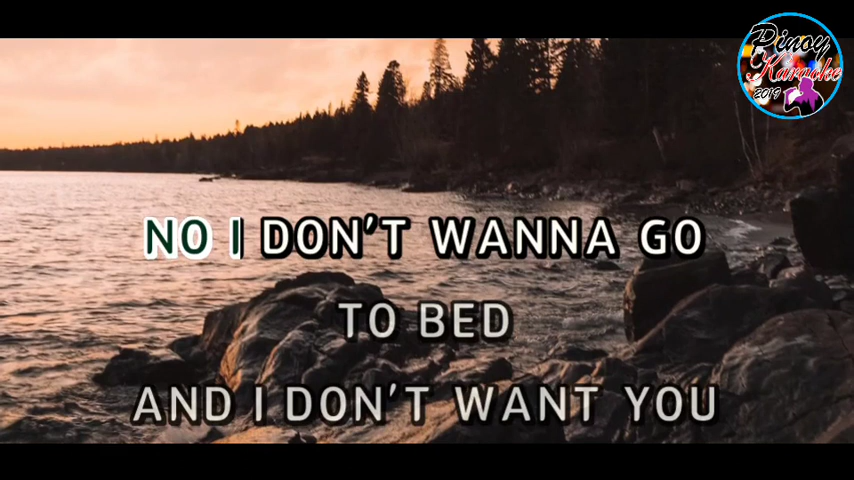 Pinoy
Karaoke
2019
NO I DON'T WANNA GO
TO BED
AND I DON'T WANT YOU